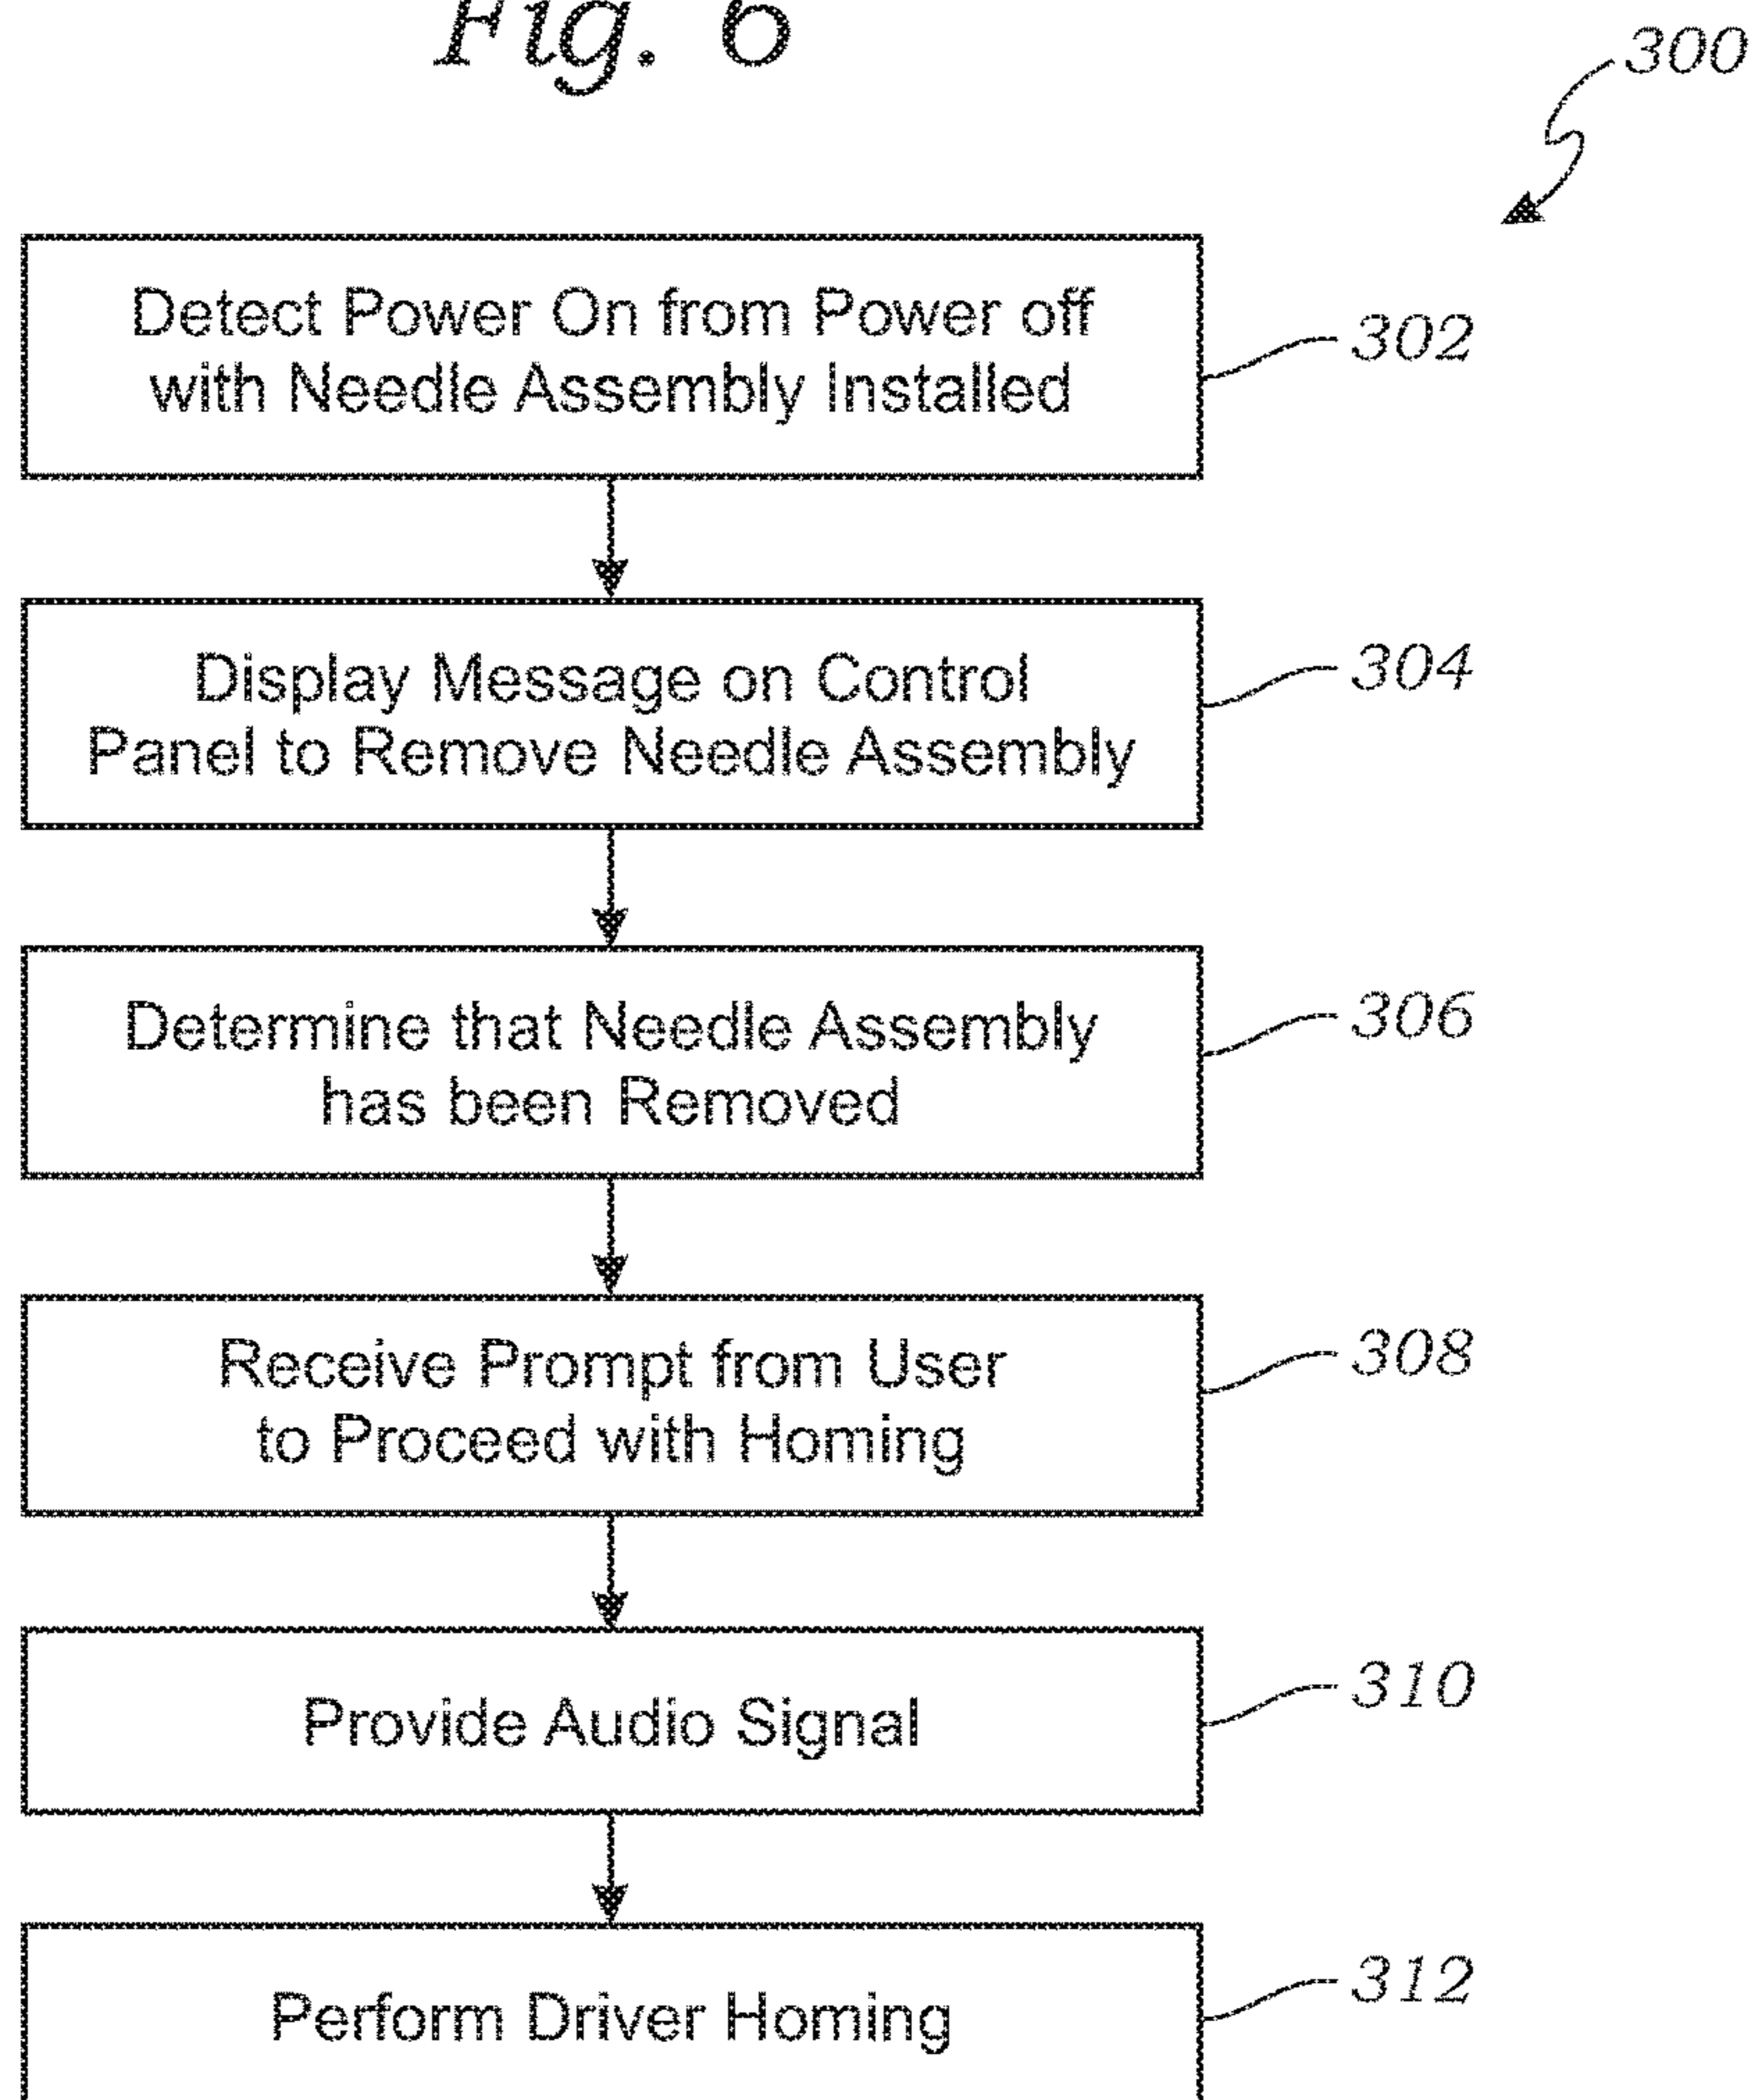 Fig. 6
300
Detect Power On from Power off
with Needle Assembly Installed
302
Display Message on Control
Panel to Remove Needle Assembly
304
Determine that Needle Assembly
has been Removed
306
Receive Prompt from User
to Proceed with Homing
308
Provide Audio Signal
310
Perform Driver Homing
312